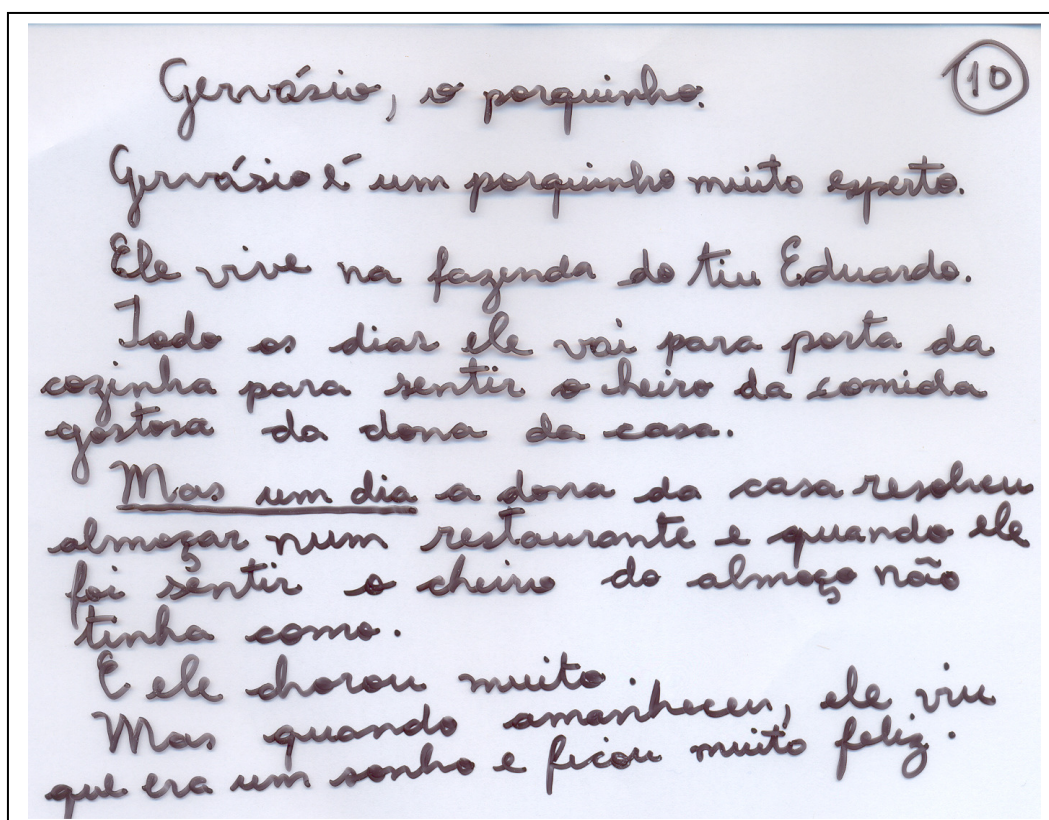 Gervásio, o porquinho.
10
Gervásio é um porquinho muito esperto.
Ele vive na fazenda do tiu Eduardo.
Todo os dias ele vai para porta da
cozinha para sentir o heiro da comida
gostosa da dona da casa.
Mas um dia a dona da casa resolveu
almoçar num restaurante e quando ele
foi sentir o cheiro do almoço não
tinha como.
E ele chorou muito.
Mas quando amanheceu, ele viu
que era um sonho e ficou muito feliz.